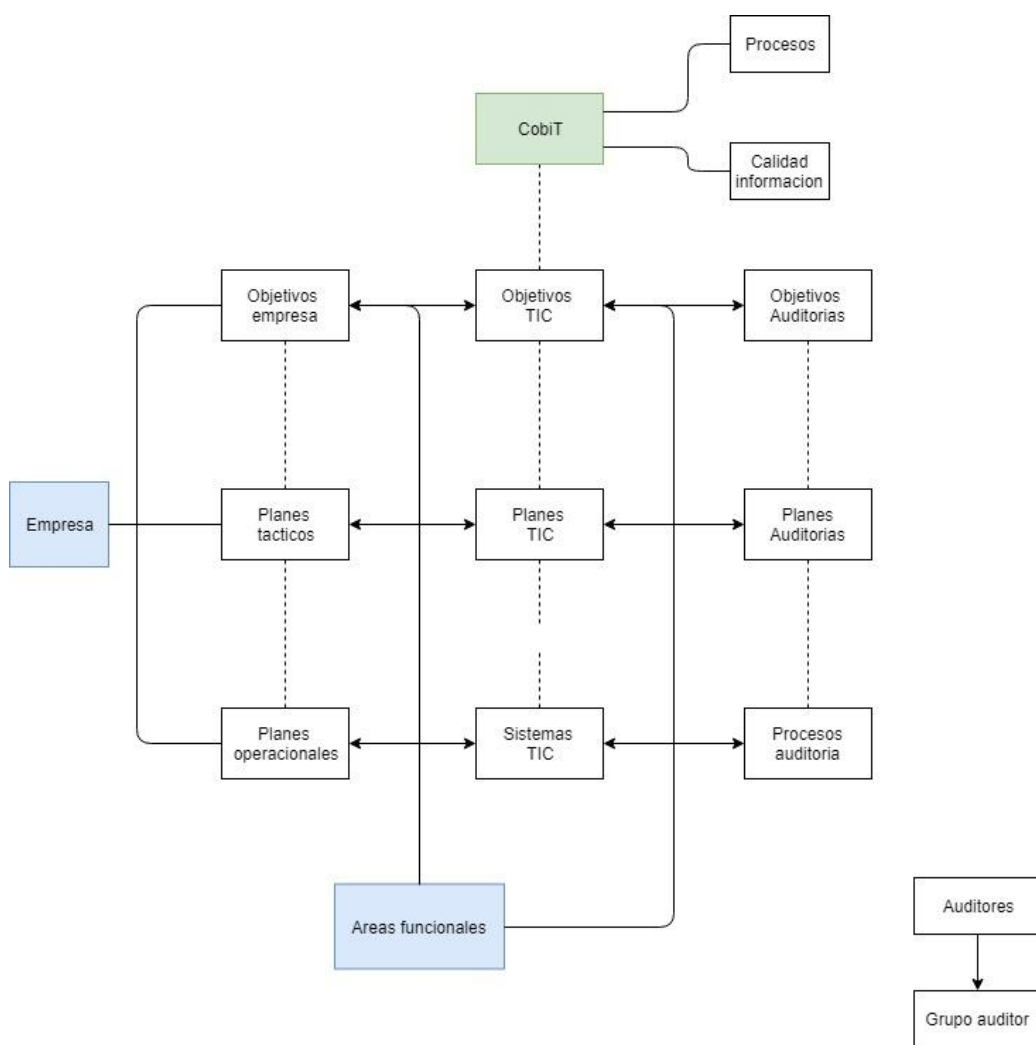 Procesos
CobiT
Calidad
informacion
Objetivos
empresa
Objetivos
TIC
Objetivos
Auditorias
Empresa
Planes
tacticos
Planes
TIC
Planes
Auditorias
Planes
operacionales
Sistemas
TIC
Procesos
auditoria
Areas funcionales
Auditores
Grupo auditor